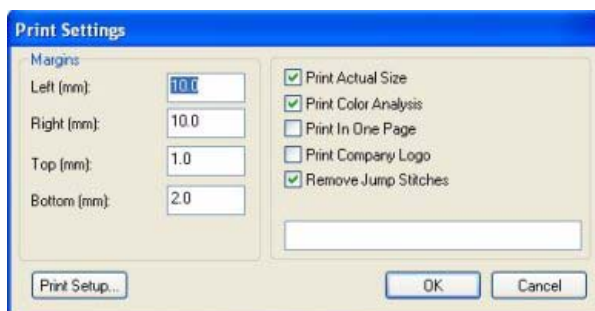 Print Settings
Margins
Left (mm):
10.0
Right (mm):
10.0
Top (mm):
1.0
Bottom (mm):
2.0
Print Actual Size
Print Color Analysis
Print In One Page
Print Company Logo
Remove Jump Stitches
Print Setup...
OK
Cancel